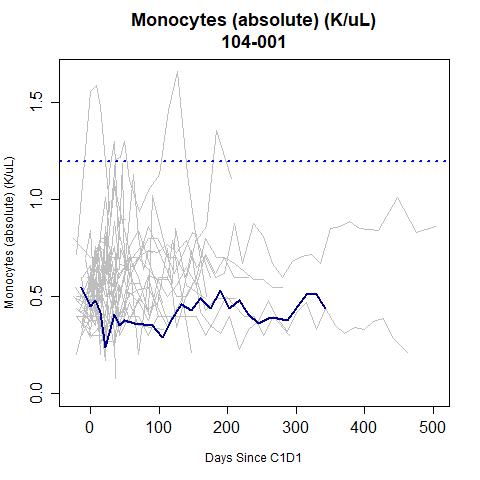 Monocytes (absolute) (K/uL)
104-001
Monocytes (absolute) (K/uL)
1.5
1.0
0.5
0.0
0 100 200 300 400 500
Days Since C1D1